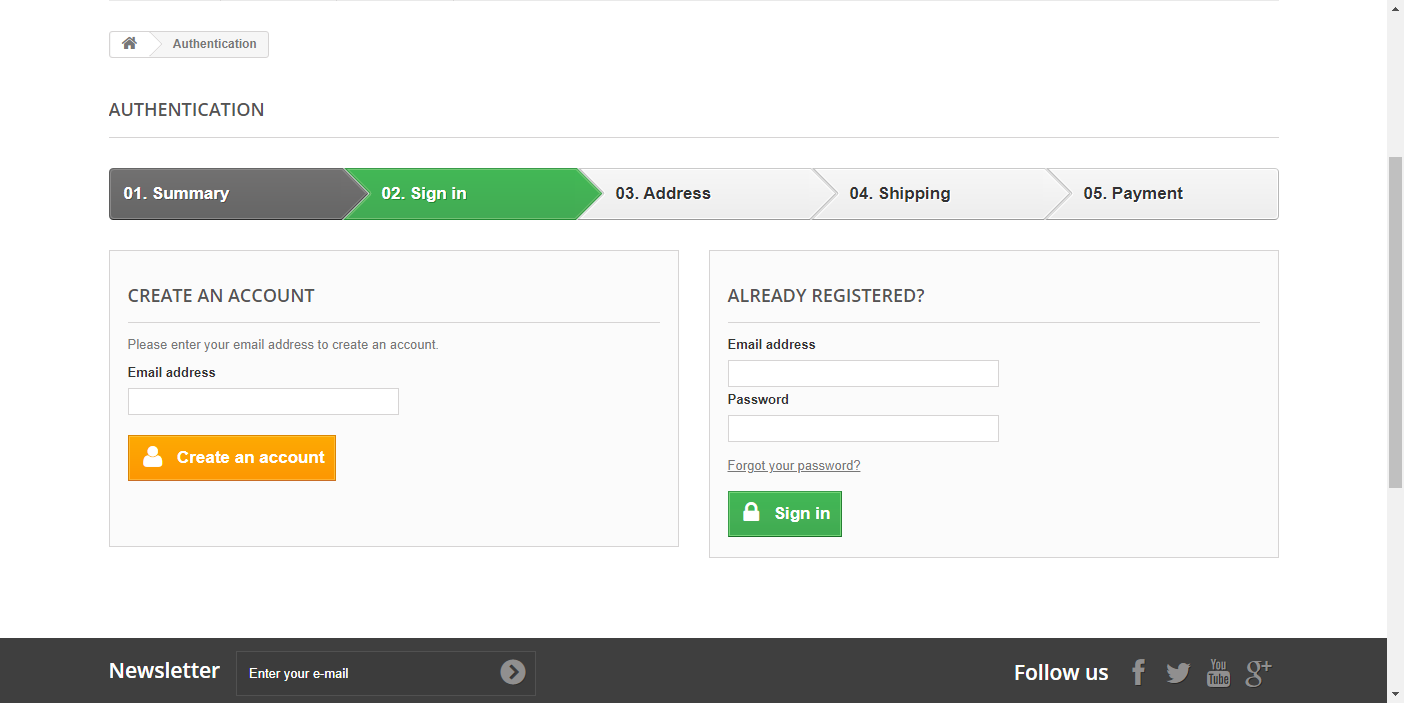 Authentication
AUTHENTICATION
01. Summary 02. Sign in 03. Address 04. Shipping 05. Payment
CREATE AN ACCOUNT
Please enter your email address to create an account.
Email address
Create an account
ALREADY REGISTERED?
Email address
Password
Forgot your password?
Sign in
Newsletter Enter your e-mail Follow us You Tube g+